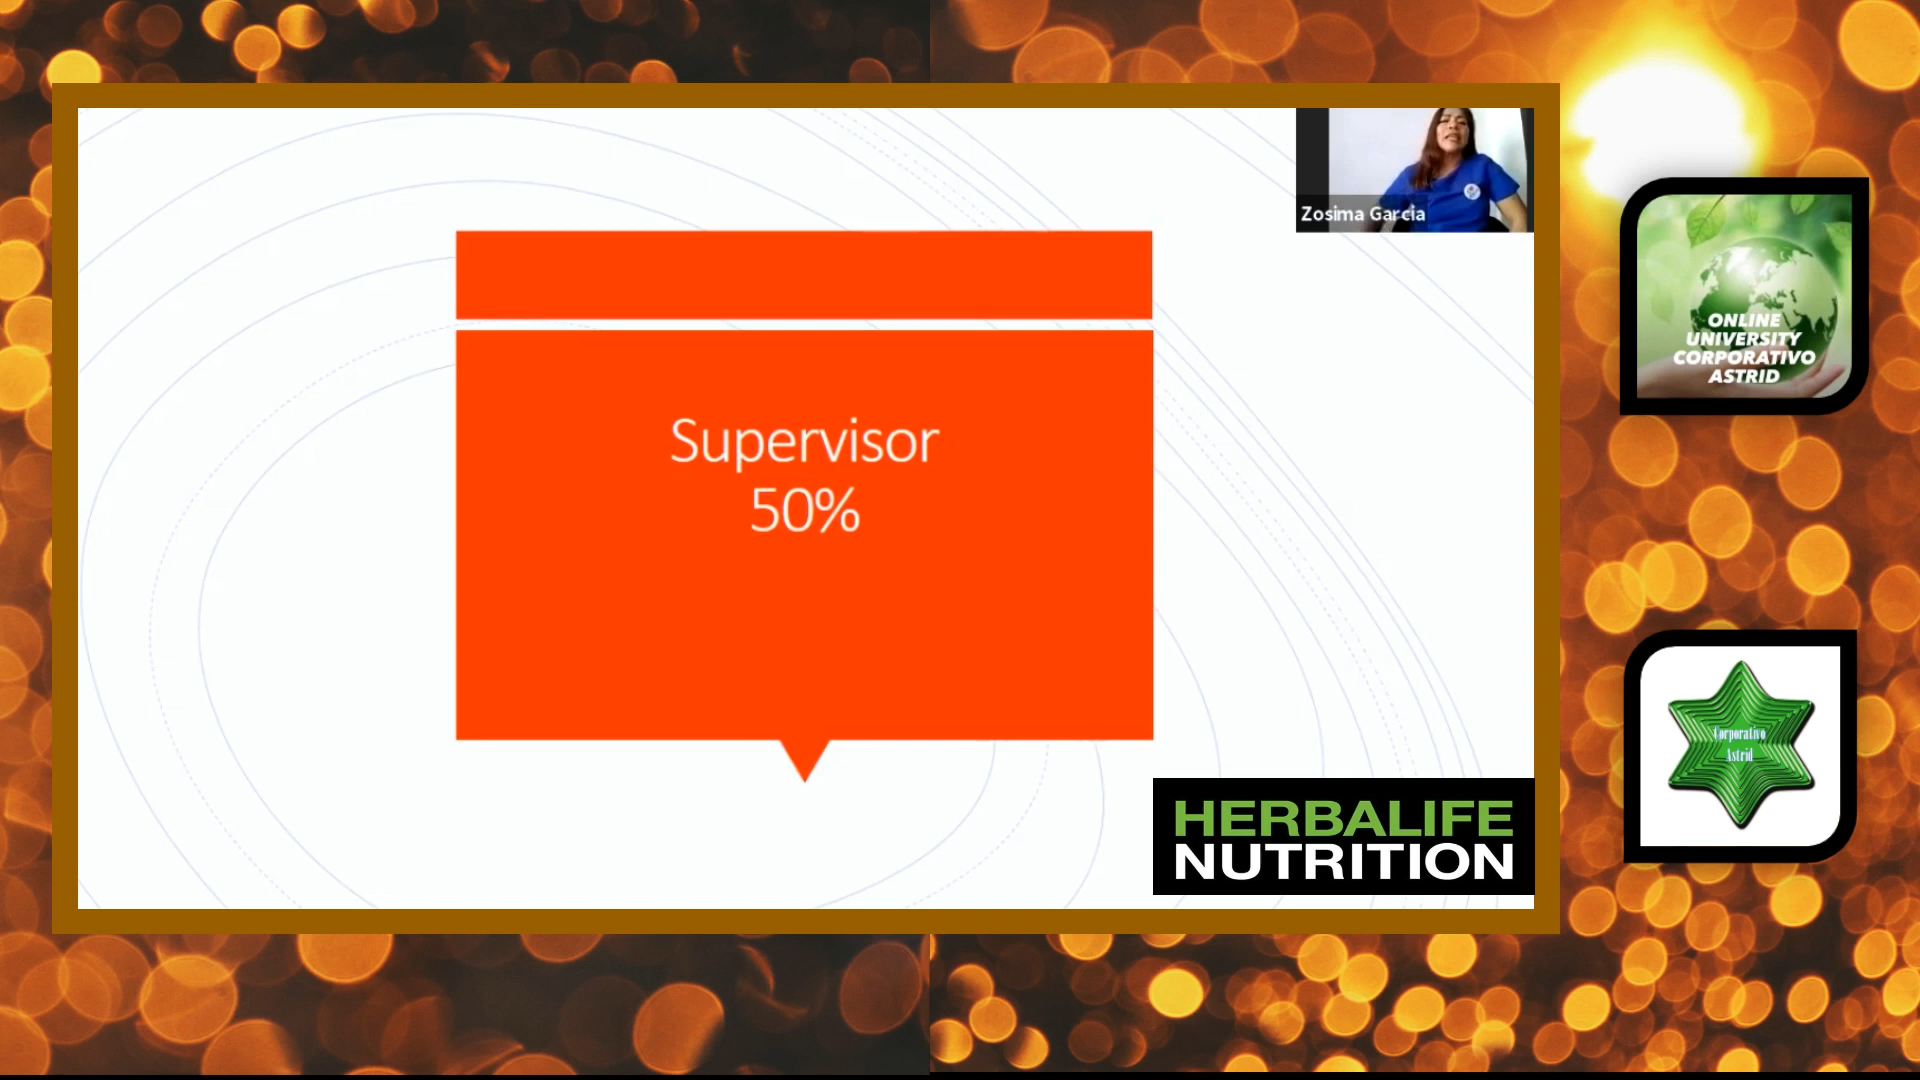 Zosima Garcia
Supervisor
50%
HERBALIFE
NUTRITION
ONLINE
UNIVERSITY
CORPORATIVO
ASTRID
Corporativo
Astrid